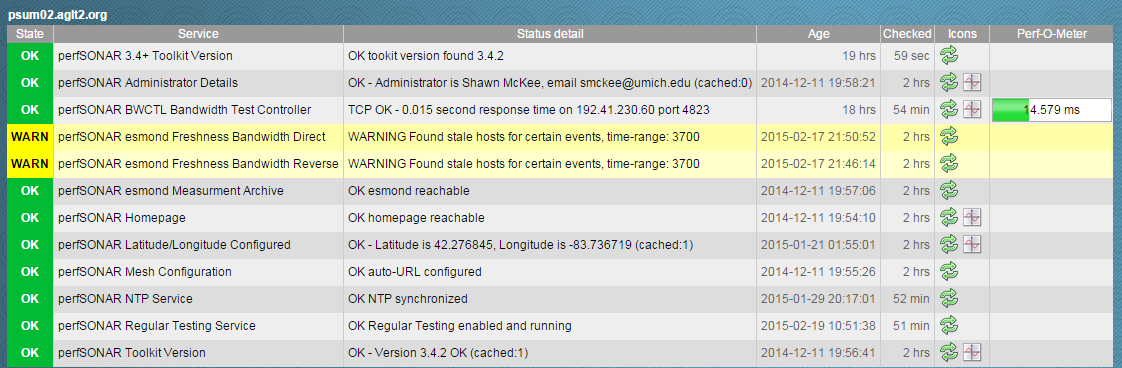 psum02.aglt2.org
State Service Status detail Age Checked Icons Perf-O-Meter
OK perfSONAR 3.4+ Toolkit Version OK tookit version found 3.4.2 19 hrs 59 sec
OK perfSONAR Administrator Details OK - Administrator is Shawn McKee, email smckee@umich.edu (cached:0) 2014-12-11 19:58:21 2 hrs
OK perfSONAR BWCTL Bandwidth Test Controller TCP OK - 0.015 second response time on 192.41.230.60 port 4823 18 hrs 54 min 14.579 ms
WARN perfSONAR esmond Freshness Bandwidth Direct WARNING Found stale hosts for certain events, time-range: 3700 2015-02-17 21:50:52 2 hrs
WARN perfSONAR esmond Freshness Bandwidth Reverse WARNING Found stale hosts for certain events, time-range: 3700 2015-02-17 21:46:14 2 hrs
OK perfSONAR esmond Measurment Archive OK esmond reachable 2014-12-11 19:57:06 2 hrs
OK perfSONAR Homepage OK homepage reachable 2014-12-11 19:54:10 2 hrs
OK perfSONAR Latitude/Longitude Configured OK - Latitude is 42.276845, Longitude is -83.736719 (cached:1) 2015-01-21 01:55:01 2 hrs
OK perfSONAR Mesh Configuration OK auto-URL configured 2014-12-11 19:55:26 2 hrs
OK perfSONAR NTP Service OK NTP synchronized 2015-01-29 20:17:01 52 min
OK perfSONAR Regular Testing Service OK Regular Testing enabled and running 2015-02-19 10:51:38 51 min
OK perfSONAR Toolkit Version OK - Version 3.4.2 OK (cached:1) 2014-12-11 19:56:41 2 hrs